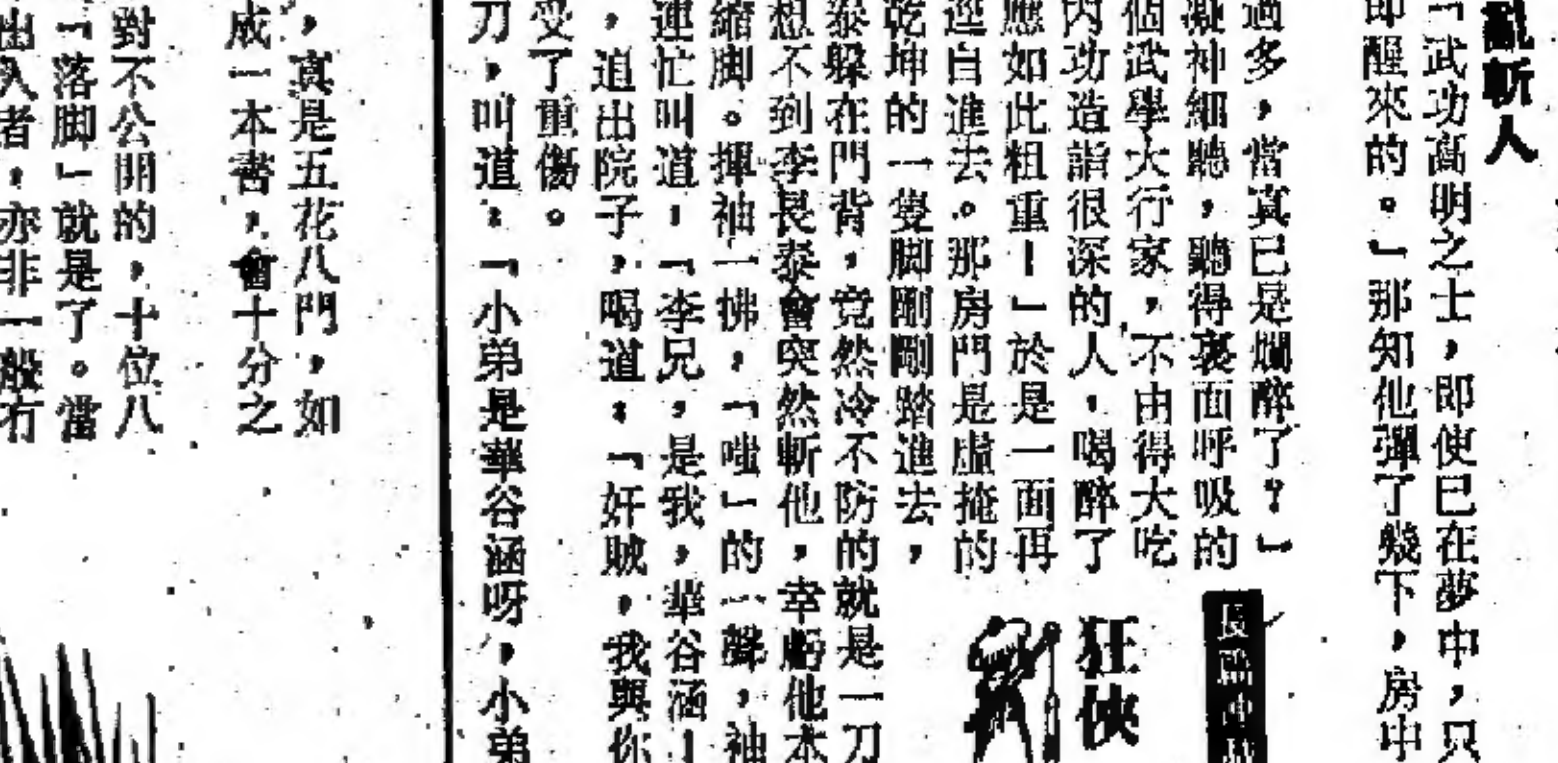 亂斬人
「武功高明之士，即使已在夢中，只
即醒來的。」那知他彈了幾下，房中
過多，當真已是爛醉了？」
凝神細聽，聽得裏面呼吸的
個武學大行家，不由得大吃
內功造詣很深的人，喝醉了
應如此粗重！」於是一面再
逕自進去。那房門是虛掩的
乾坤的一隻脚剛剛踏進去，
泰躲在門背，竟然冷不防的就是一刀
想不到李長泰會突然斬他，幸虧他本
縮脚。揮袖一拂，「嗤」的一聲，袖
連忙叫道，「李兄，是我，華谷涵！
，追出院子，喝道：「奸賊，我與你
受了重傷。
刀，叫道：「小弟是華谷涵呀，小弟
狂俠
，真是五花八門，如
成一本書，會十分之
對不公開的，十位八
「落脚」就是了。當
出入者，亦非一般有